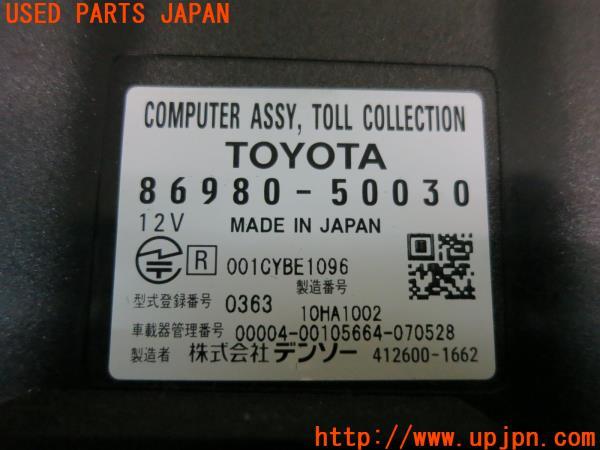 USED PARTS JAPAN
COMPUTER ASSY, TOLL COLLECTION
TOYOTA
86980-50030
12V MADE IN JAPAN
R 001CYBE1096
製造番号
型式登録番号 0363 10HA1002
車載器管理番号 00004-00105664-070528
製造者 株式会社 デンソー 412600-1662
http://www.upjpn.com